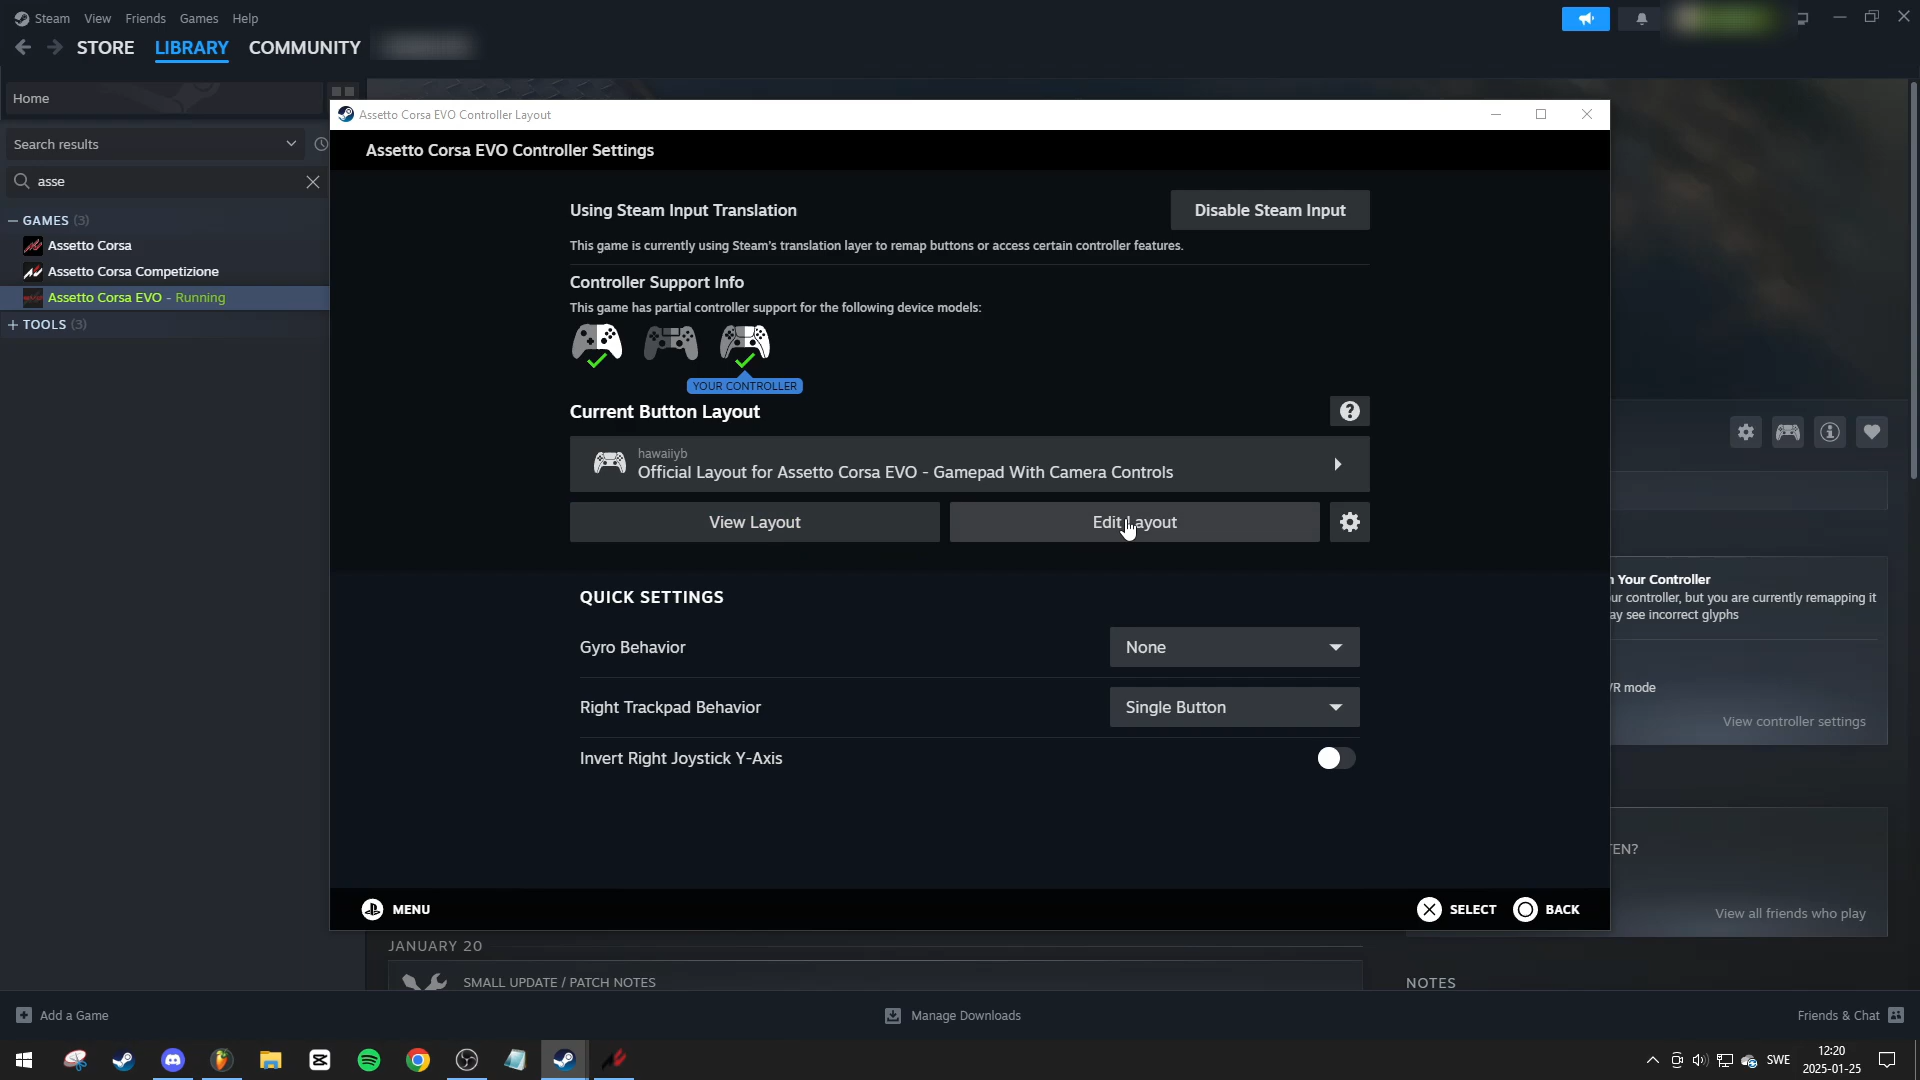 Steam View Friends Games Help
STORE LIBRARY COMMUNITY
Home
Search results
asse
GAMES (3)
Assetto Corsa
Assetto Corsa Competizione
Assetto Corsa EVO - Running
TOOLS (3)
Assetto Corsa EVO Controller Layout
Assetto Corsa EVO Controller Settings
Using Steam Input Translation
Disable Steam Input
This game is currently using Steam's translation layer to remap buttons or access certain controller features.
Controller Support Info
This game has partial controller support for the following device models:
YOUR CONTROLLER
Current Button Layout
hawaiiyb
Official Layout for Assetto Corsa EVO - Gamepad With Camera Controls
View Layout
Edit Layout
QUICK SETTINGS
Gyro Behavior
None
Right Trackpad Behavior
Single Button
Invert Right Joystick Y-Axis
MENU
SELECT
BACK
n Your Controller
ur controller, but you are currently remapping it
ay see incorrect glyphs
VR mode
View controller settings
TEN?
View all friends who play
JANUARY 20
SMALL UPDATE / PATCH NOTES
NOTES
Add a Game
Manage Downloads
Friends & Chat
SWE
12:20
2025-01-25